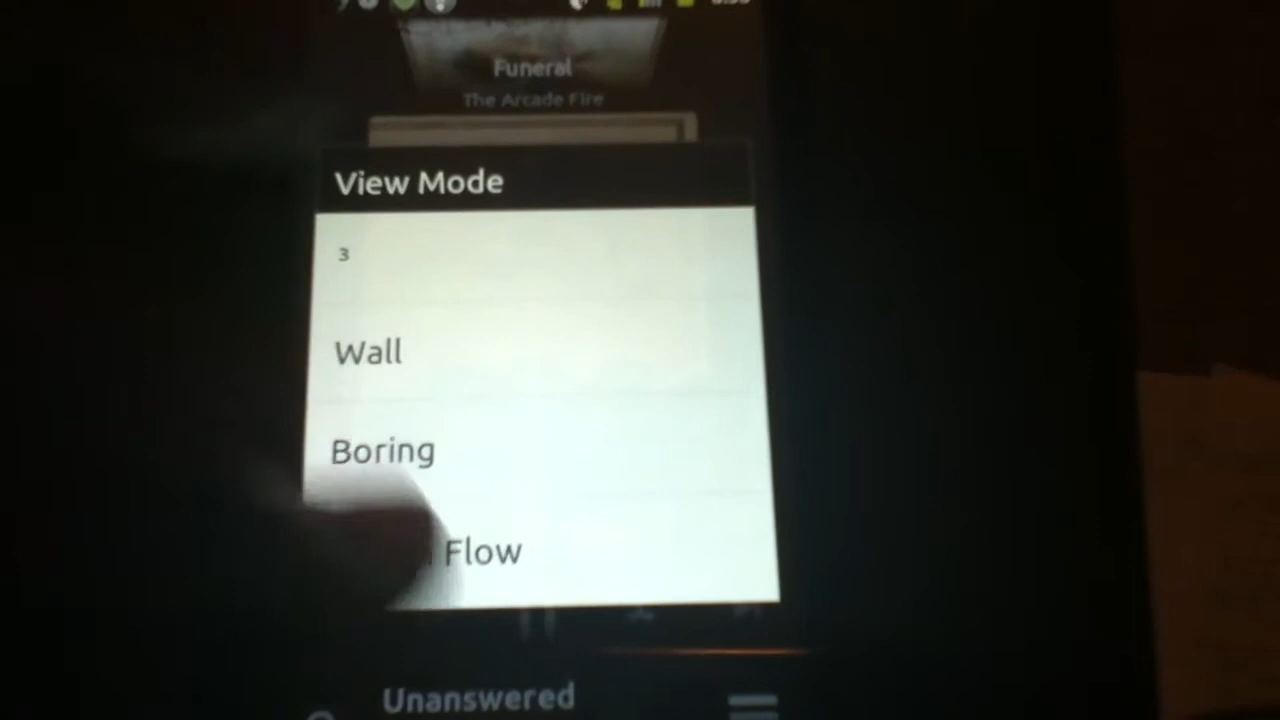 Funeral
The Arcade Fire
View Mode
3
Wall
Boring
Flow
Unanswered